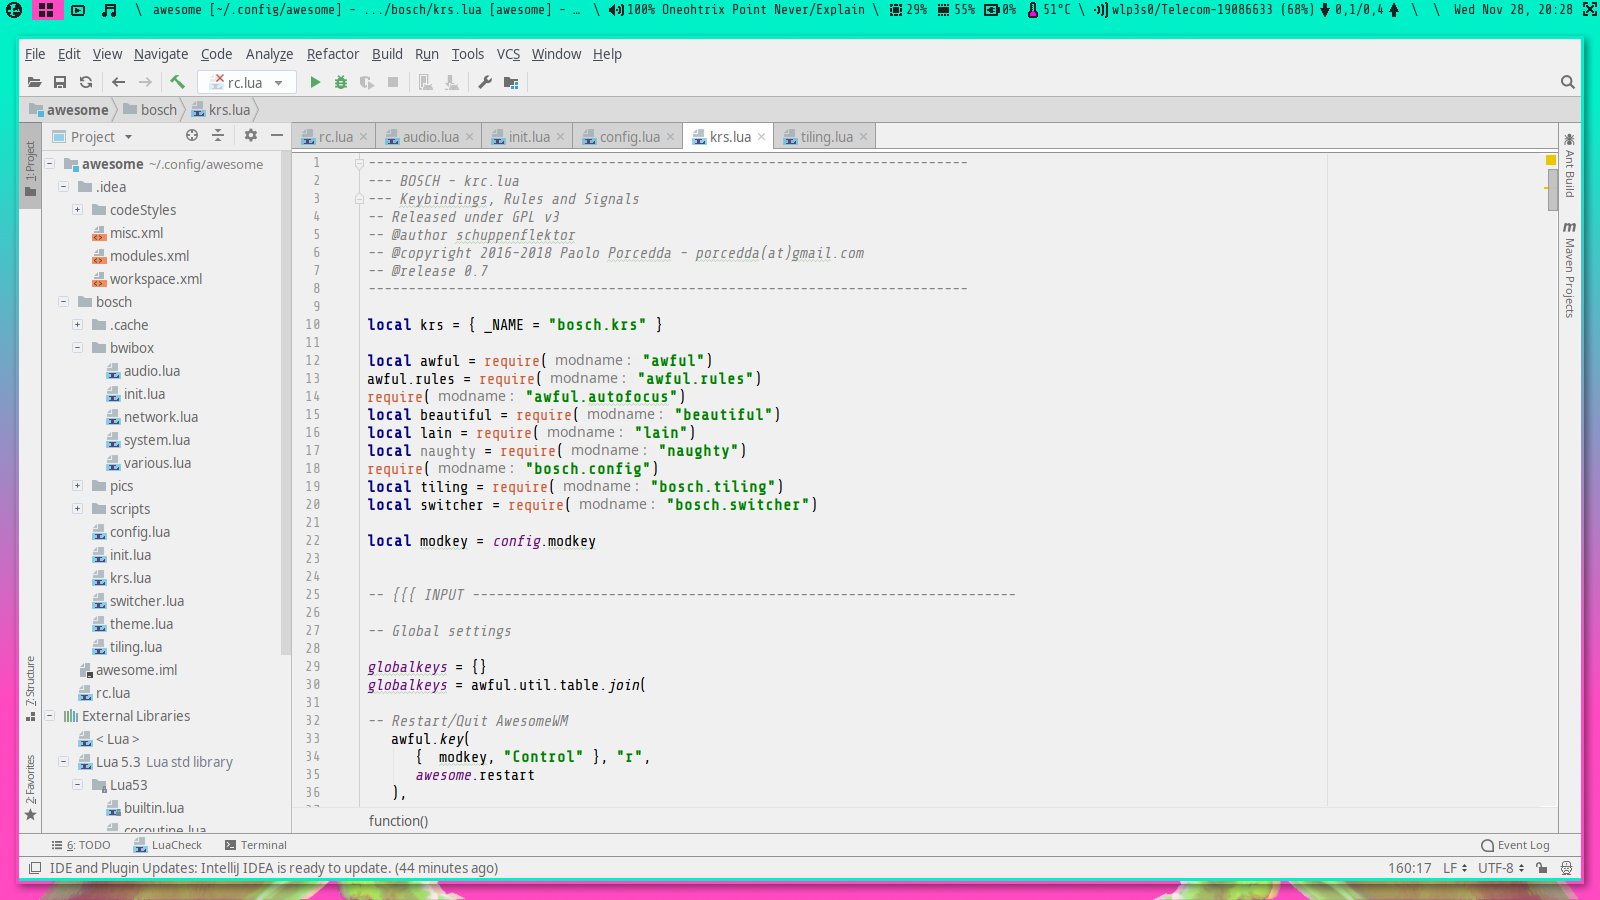 \ awesome [~/.config/awesome] - .../bosch/krs.lua [awesome] - … \ 100% Oneohtrix Point Never/Explain \ 29% 55% 0% 51°C \ wlp3s0/Telecom-19086633 (68%) 0,1/0,4 \ \ Wed Nov 28, 20:28
File Edit View Navigate Code Analyze Refactor Build Run Tools VCS Window Help
rc.lua
awesome bosch krs.lua
Project
rc.lua audio.lua init.lua config.lua krs.lua tiling.lua
1: Project
7: Structure
2: Favorites
awesome ~/.config/awesome
.idea
codeStyles
misc.xml
modules.xml
workspace.xml
bosch
.cache
bwibox
audio.lua
init.lua
network.lua
system.lua
various.lua
pics
scripts
config.lua
init.lua
krs.lua
switcher.lua
theme.lua
tiling.lua
awesome.iml
rc.lua
External Libraries
< Lua >
Lua 5.3 Lua std library
Lua53
builtin.lua
coroutine.lua
1 ---------------------------------------------------------------------------
2 --- BOSCH - krc.lua
3 --- Keybindings, Rules and Signals
4 -- Released under GPL v3
5 -- @author schuppenflektor
6 -- @copyright 2016-2018 Paolo Porcedda - porcedda(at)gmail.com
7 -- @release 0.7
8 ---------------------------------------------------------------------------
9
10 local krs = { _NAME = "bosch.krs" }
11
12 local awful = require( modname: "awful")
13 awful.rules = require( modname: "awful.rules")
14 require( modname: "awful.autofocus")
15 local beautiful = require( modname: "beautiful")
16 local lain = require( modname: "lain")
17 local naughty = require( modname: "naughty")
18 require( modname: "bosch.config")
19 local tiling = require( modname: "bosch.tiling")
20 local switcher = require( modname: "bosch.switcher")
21
22 local modkey = config.modkey
23
24
25 -- {{{ INPUT --------------------------------------------------------------------
26
27 -- Global settings
28
29 globalkeys = {}
30 globalkeys = awful.util.table.join(
31
32 -- Restart/Quit AwesomeWM
33 awful.key(
34 { modkey, "Control" }, "r",
35 awesome.restart
36 ),
function()
Ant Build
m Maven Projects
6: TODO LuaCheck Terminal Event Log
IDE and Plugin Updates: IntelliJ IDEA is ready to update. (44 minutes ago) 160:17 LF UTF-8